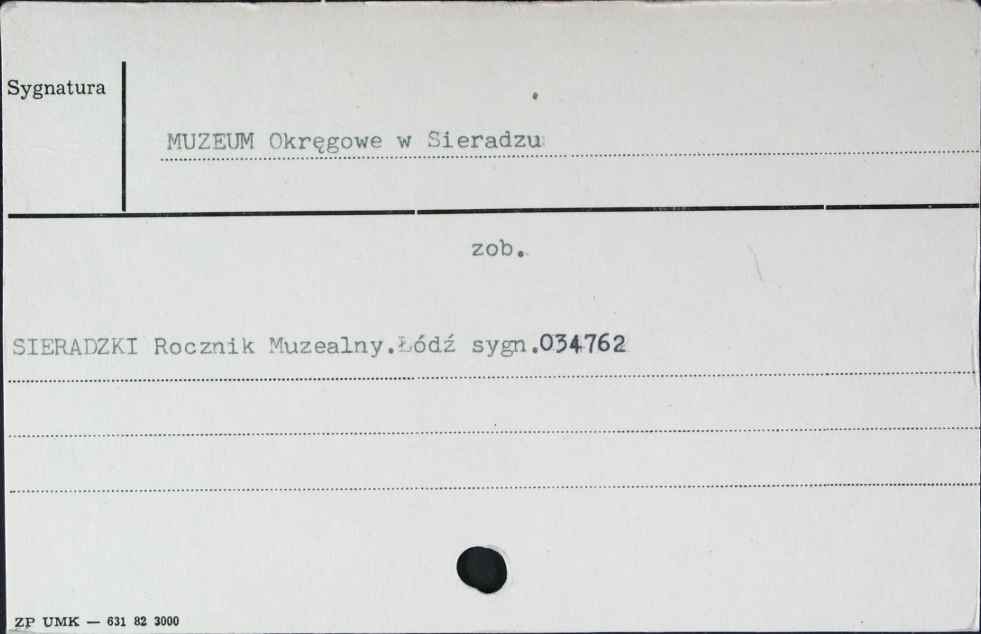 Sygnatura
MUZEUM Okręgowe w Sieradzu
zob.
SIERADZKI Rocznik Muzealny.Łódź sygn.034762
ZP UMK — 631 82 3000